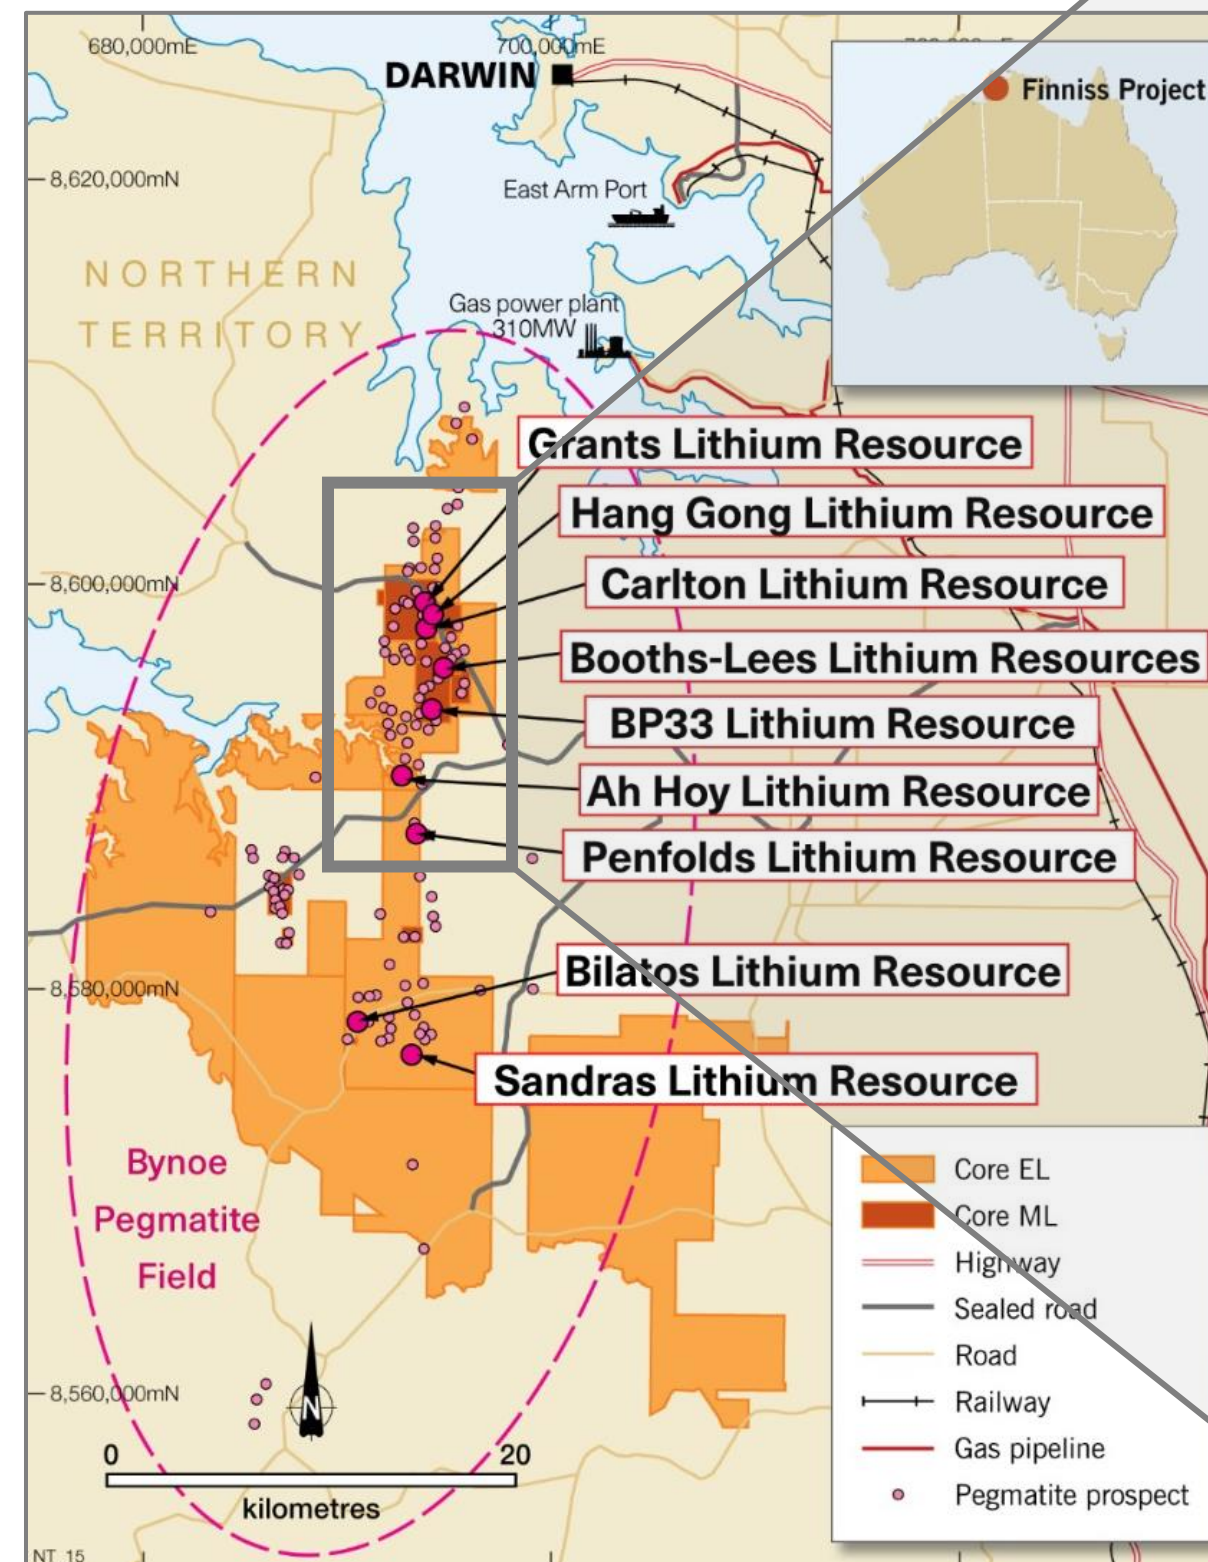 680,000mE
700,000mE
DARWIN
Finniss Project
8,620,000mN
East Arm Port
NORTHERN
TERRITORY
Gas power plant
310MW
Grants Lithium Resource
Hang Gong Lithium Resource
8,600,000mN
Carlton Lithium Resource
Booths-Lees Lithium Resources
BP33 Lithium Resource
Ah Hoy Lithium Resource
Penfolds Lithium Resource
Bilatos Lithium Resource
8,580,000mN
Sandras Lithium Resource
Bynoe
Pegmatite
Field
Core EL
Core ML
Highway
Sealed road
Road
Railway
Gas pipeline
Pegmatite prospect
8,560,000mN
N
0 20
kilometres
NT_15